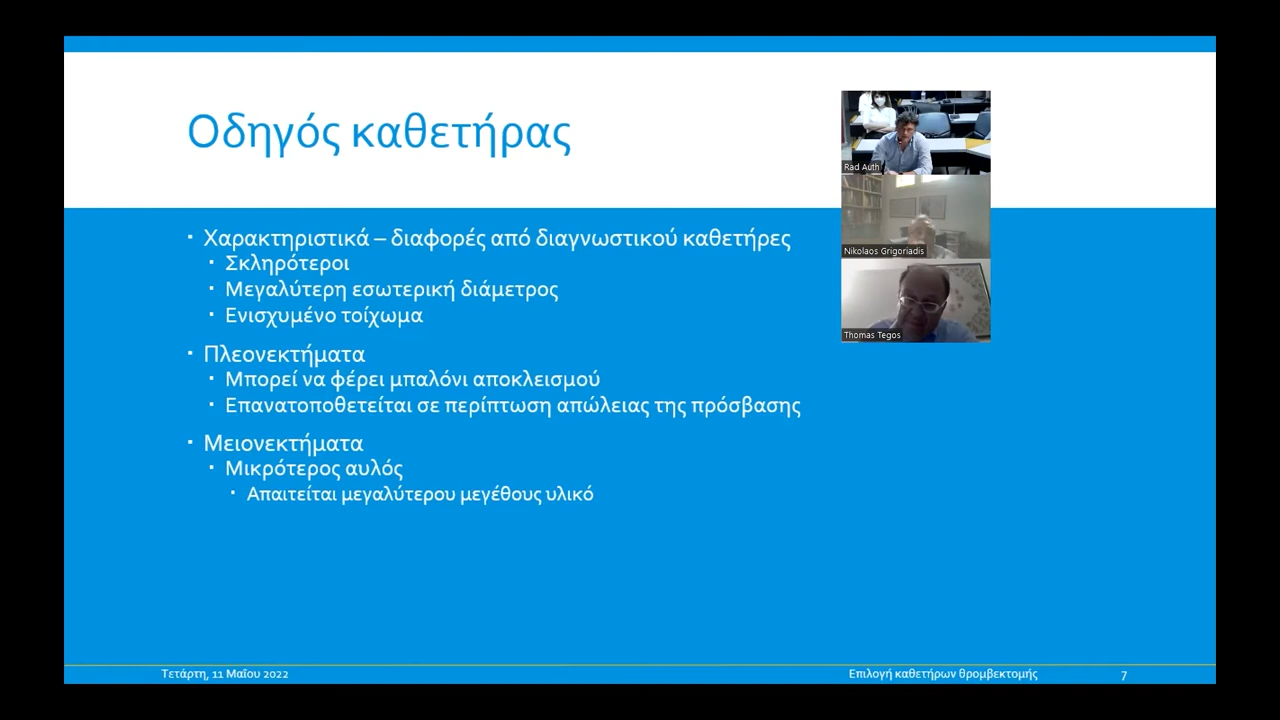 Οδηγός καθετήρας
Rad Auth
Nikolaos Grigoriadis
Thomas Tegos
▪ Χαρακτηριστικά – διαφορές από διαγνωστικού καθετήρες
▪ Σκληρότεροι
▪ Μεγαλύτερη εσωτερική διάμετρος
▪ Ενισχυμένο τοίχωμα
▪ Πλεονεκτήματα
▪ Μπορεί να φέρει μπαλόνι αποκλεισμού
▪ Επανατοποθετείται σε περίπτωση απώλειας της πρόσβασης
▪ Μειονεκτήματα
▪ Μικρότερος αυλός
▪ Απαιτείται μεγαλύτερου μεγέθους υλικό
Τετάρτη, 11 Μαΐου 2022
Επιλογή καθετήρων θρομβεκτομής
7